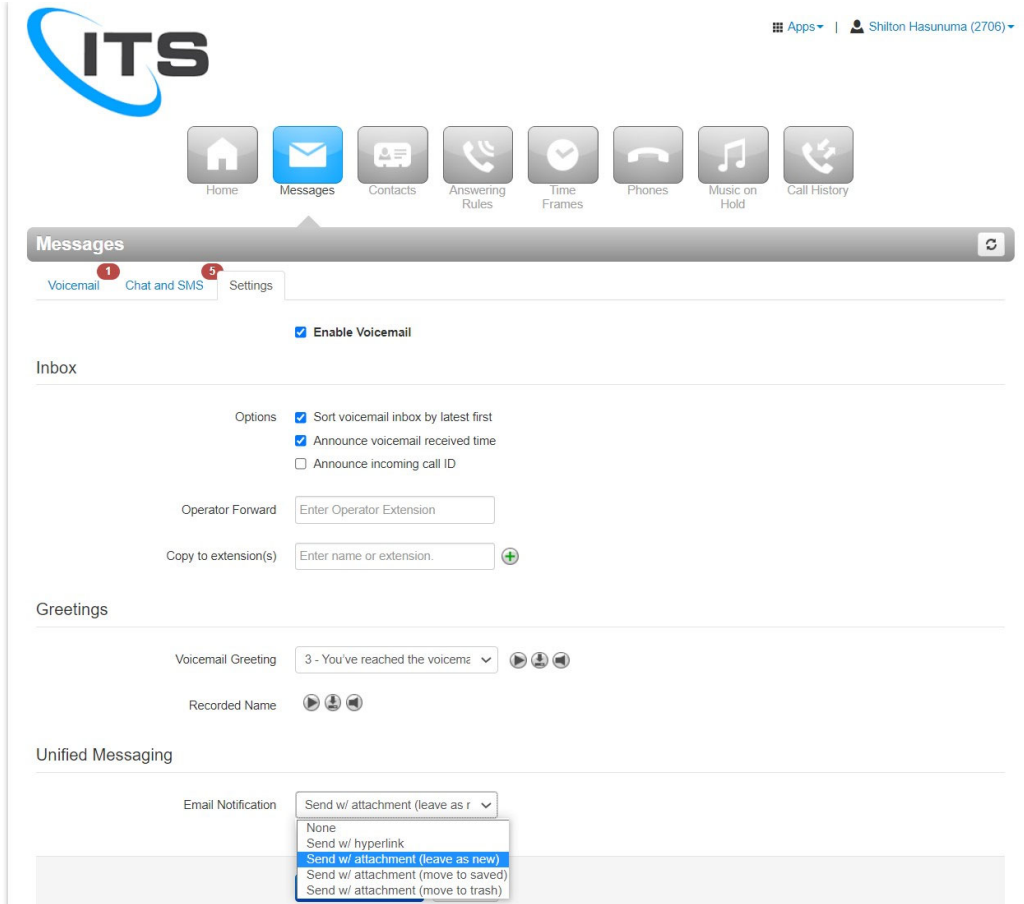 ITS
Apps | Shilton Hasunuma (2706)
Home
Messages
Contacts
Answering Rules
Time Frames
Phones
Music on Hold
Call History
Messages
Voicemail 1 Chat and SMS 5 Settings
Enable Voicemail
Inbox
Options Sort voicemail inbox by latest first
Announce voicemail received time
Announce incoming call ID
Operator Forward Enter Operator Extension
Copy to extension(s) Enter name or extension.
Greetings
Voicemail Greeting 3 - You've reached the voicema
Recorded Name
Unified Messaging
Email Notification Send w/ attachment (leave as r
None
Send w/ hyperlink
Send w/ attachment (leave as new)
Send w/ attachment (move to saved)
Send w/ attachment (move to trash)